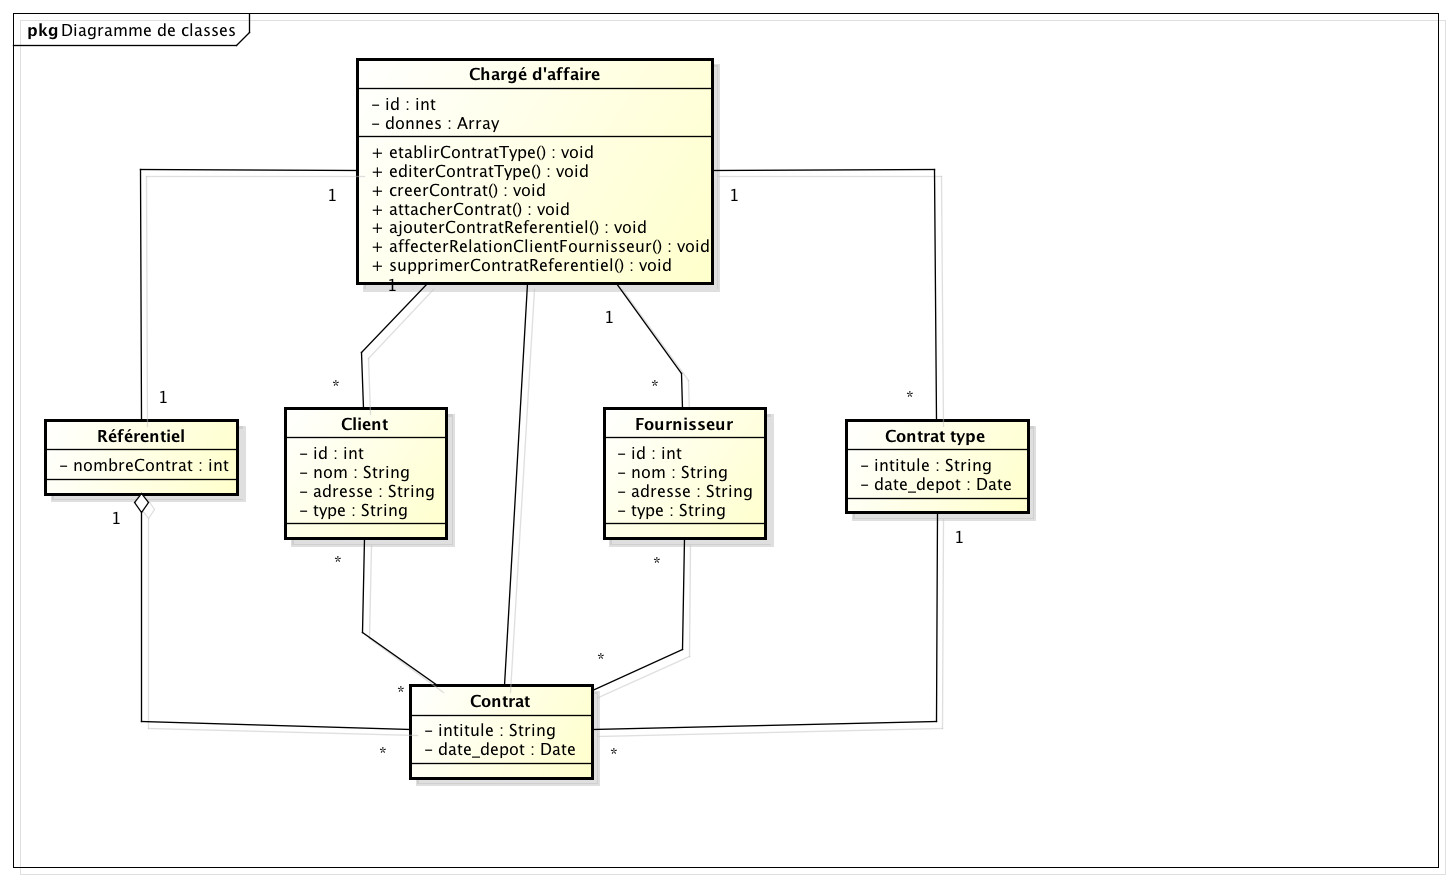 pkg Diagramme de classes
Chargé d'affaire
- id : int
- donnes : Array
+ etablirContratType() : void
+ editerContratType() : void
+ creerContrat() : void
+ attacherContrat() : void
+ ajouterContratReferentiel() : void
+ affecterRelationClientFournisseur() : void
+ supprimerContratReferentiel() : void
1
1
1
1
1
*
*
*
Référentiel
- nombreContrat : int
Client
- id : int
- nom : String
- adresse : String
- type : String
Fournisseur
- id : int
- nom : String
- adresse : String
- type : String
Contrat type
- intitule : String
- date_depot : Date
1
*
*
1
*
*
*
*
Contrat
- intitule : String
- date_depot : Date